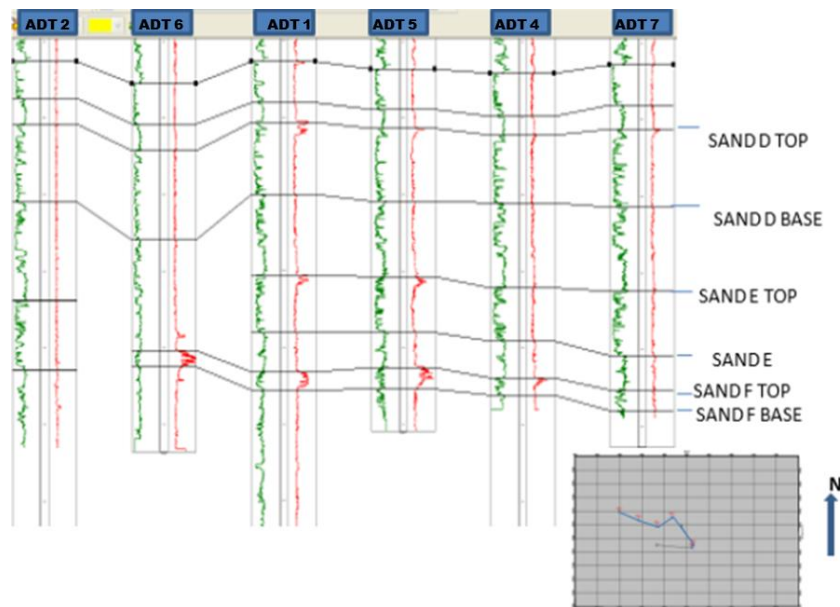 ADT 2
ADT 6
ADT 1
ADT 5
ADT 4
ADT 7
SAND D TOP
SAND D BASE
SAND E TOP
SAND E
SAND F TOP
SAND F BASE
N